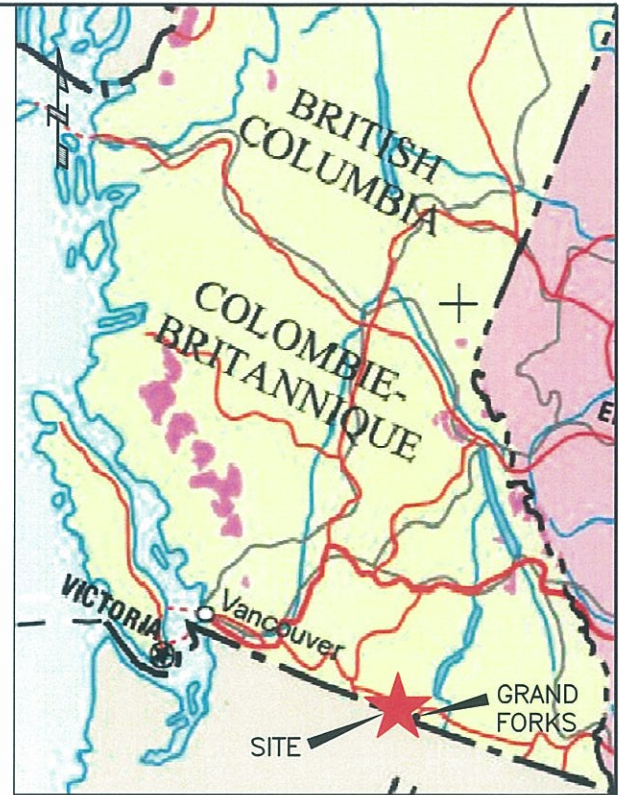 N
BRITISH
COLUMBIA
COLOMBIE-
BRITANNIQUE
VICTORIA
Vancouver
GRAND
FORKS
SITE